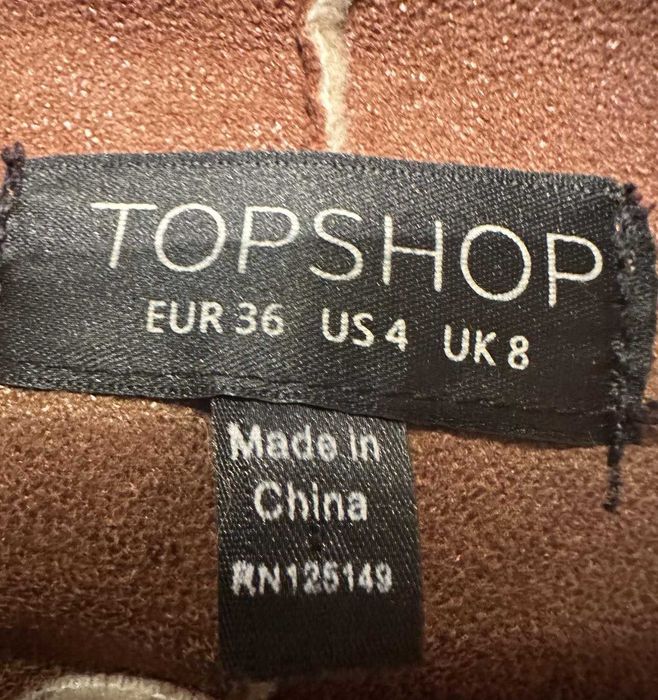 TOPSHOP
EUR 36 US 4 UK 8
Made in
China
RN125149